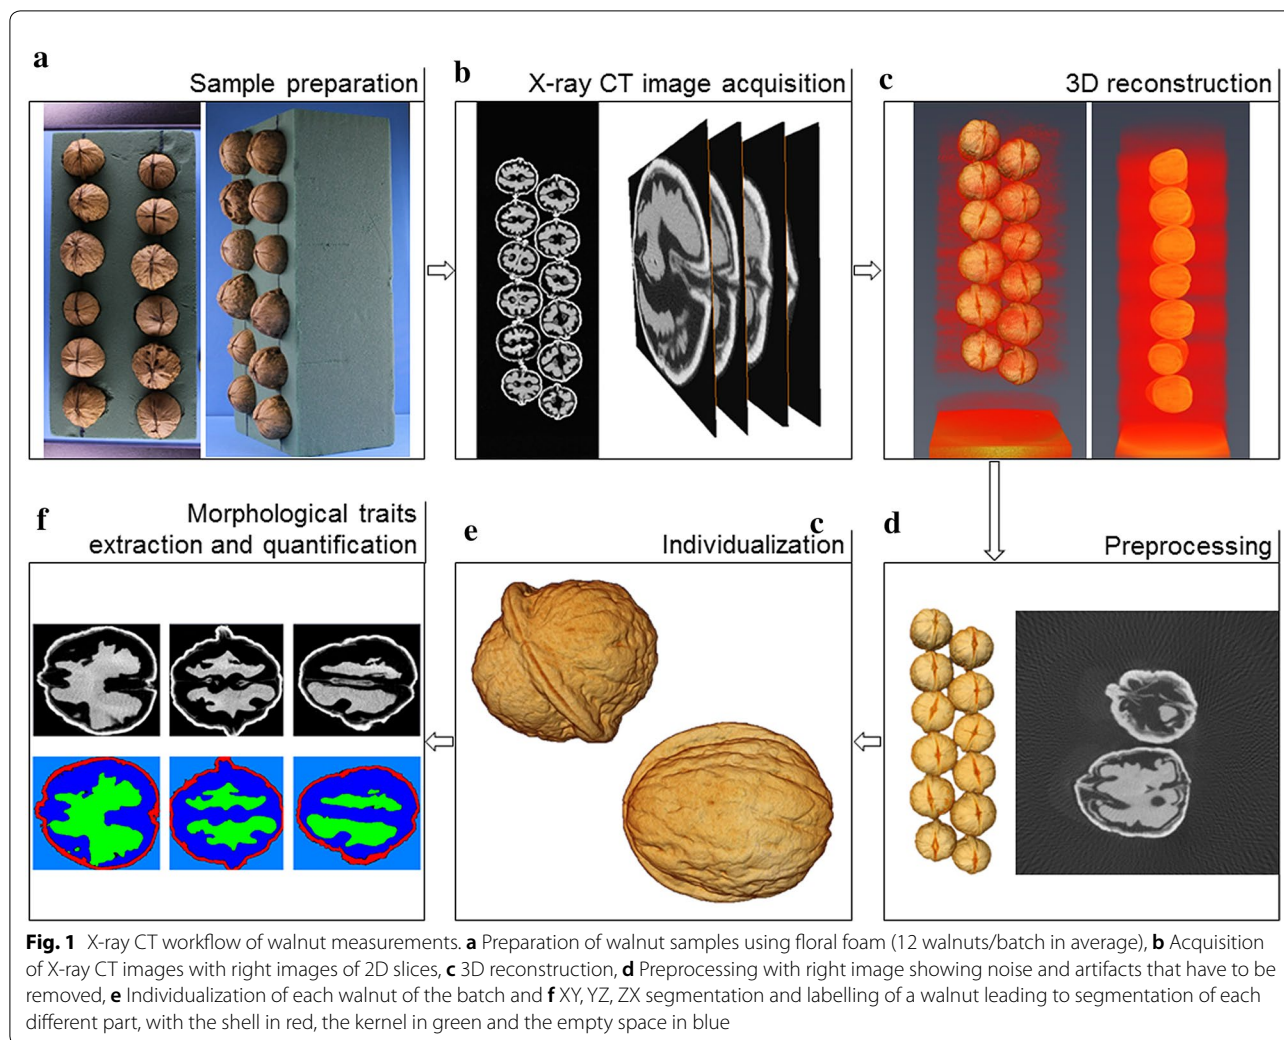 a
Sample preparation
b
X-ray CT image acquisition
c
3D reconstruction
f
Morphological traits
extraction and quantification
e
c
Individualization
d
Preprocessing
Fig. 1 X-ray CT workflow of walnut measurements. a Preparation of walnut samples using floral foam (12 walnuts/batch in average), b Acquisition
of X-ray CT images with right images of 2D slices, c 3D reconstruction, d Preprocessing with right image showing noise and artifacts that have to be
removed, e Individualization of each walnut of the batch and f XY, YZ, ZX segmentation and labelling of a walnut leading to segmentation of each
different part, with the shell in red, the kernel in green and the empty space in blue